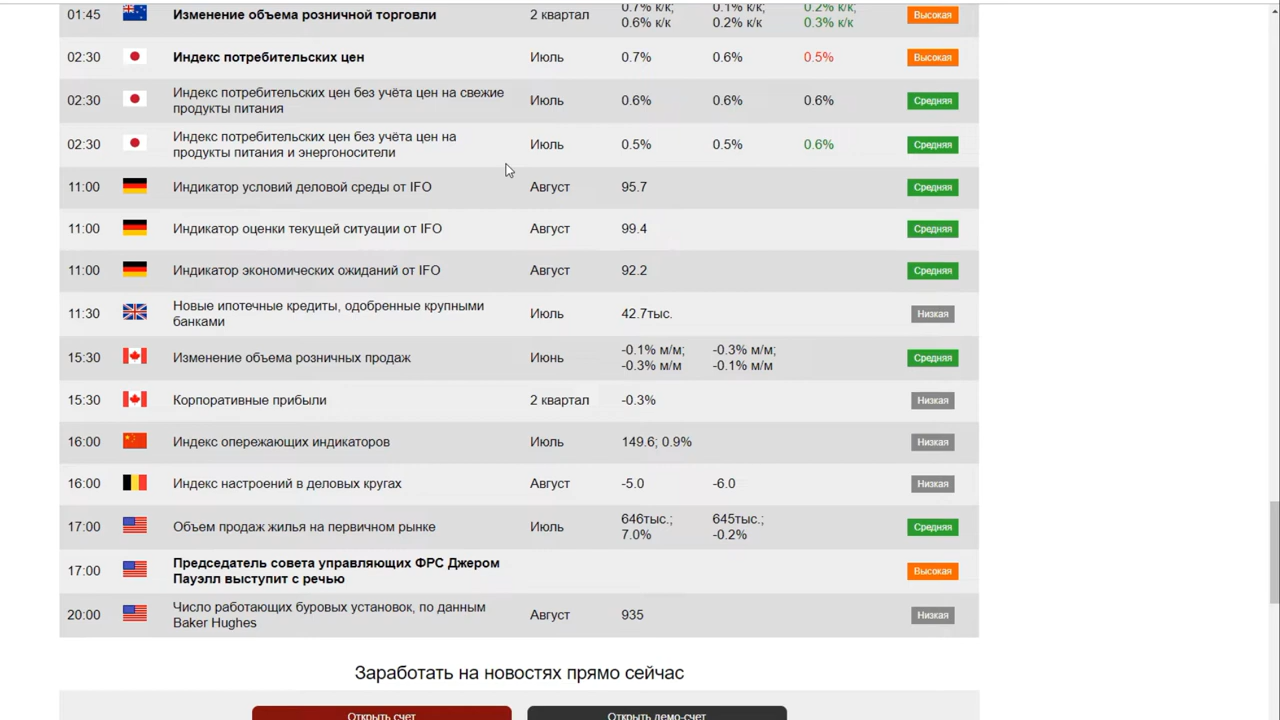 01:45 Изменение объема розничной торговли 2 квартал 0.7% к/к; 0.1% к/к; 0.2% к/к; Высокая
0.6% к/к 0.2% к/к 0.3% к/к
02:30 Индекс потребительских цен Июль 0.7% 0.6% 0.5% Высокая
02:30 Индекс потребительских цен без учёта цен на свежие Июль 0.6% 0.6% 0.6% Средняя
продукты питания
02:30 Индекс потребительских цен без учёта цен на Июль 0.5% 0.5% 0.6% Средняя
продукты питания и энергоносители
11:00 Индикатор условий деловой среды от IFO Август 95.7 Средняя
11:00 Индикатор оценки текущей ситуации от IFO Август 99.4 Средняя
11:00 Индикатор экономических ожиданий от IFO Август 92.2 Средняя
11:30 Новые ипотечные кредиты, одобренные крупными Июль 42.7тыс. Низкая
банками
15:30 Изменение объема розничных продаж Июнь -0.1% м/м; -0.3% м/м; Средняя
-0.3% м/м -0.1% м/м
15:30 Корпоративные прибыли 2 квартал -0.3% Низкая
16:00 Индекс опережающих индикаторов Июль 149.6; 0.9% Низкая
16:00 Индекс настроений в деловых кругах Август -5.0 -6.0 Низкая
17:00 Объем продаж жилья на первичном рынке Июль 646тыс.; 645тыс.; Средняя
7.0% -0.2%
17:00 Председатель совета управляющих ФРС Джером Высокая
Пауэлл выступит с речью
20:00 Число работающих буровых установок, по данным Август 935 Низкая
Baker Hughes
Заработать на новостях прямо сейчас
Открыть счет Открыть демо-счет